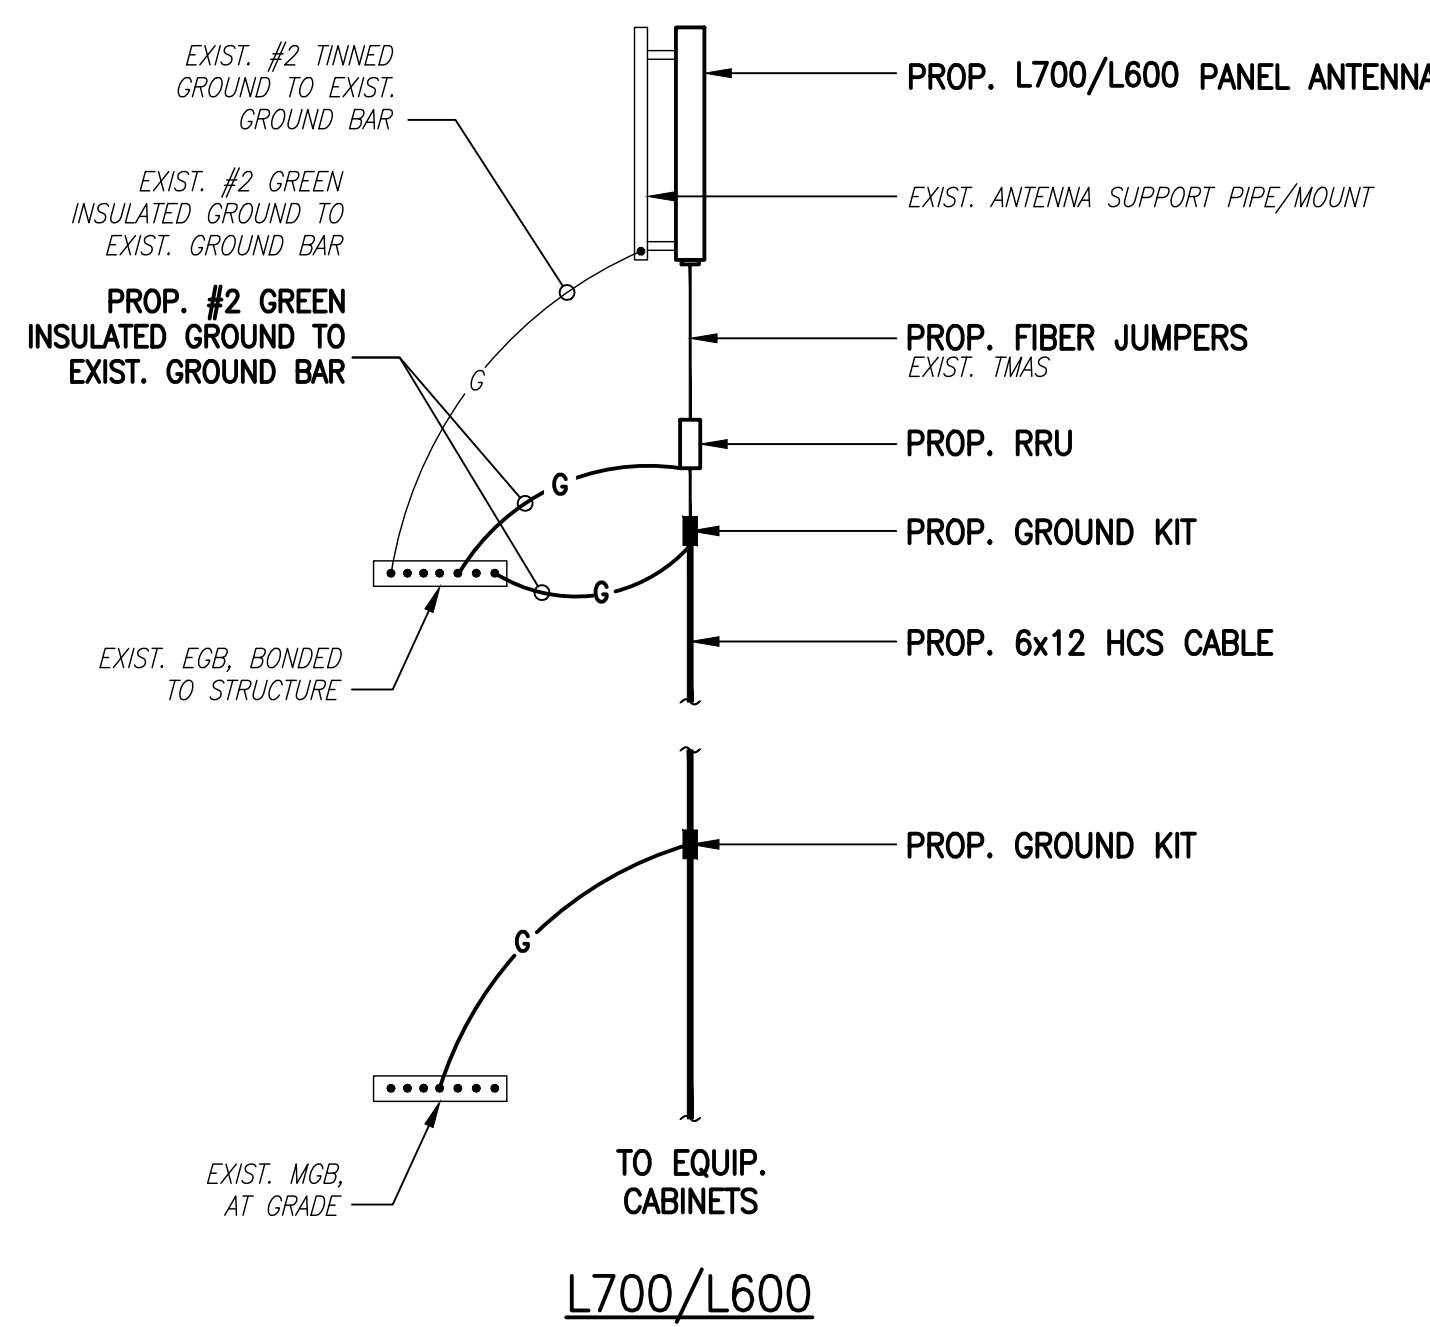 EXIST. #2 TINNED
GROUND TO EXIST.
GROUND BAR
EXIST. #2 GREEN
INSULATED GROUND TO
EXIST. GROUND BAR
PROP. #2 GREEN
INSULATED GROUND TO
EXIST. GROUND BAR
PROP. L700/L600 PANEL ANTENNA
EXIST. ANTENNA SUPPORT PIPE/MOUNT
PROP. FIBER JUMPERS
EXIST. TMAS
G
PROP. RRU
G
PROP. GROUND KIT
G
PROP. 6x12 HCS CABLE
EXIST. EGB, BONDED
TO STRUCTURE
PROP. GROUND KIT
G
EXIST. MGB,
AT GRADE
TO EQUIP.
CABINETS
L700/L600